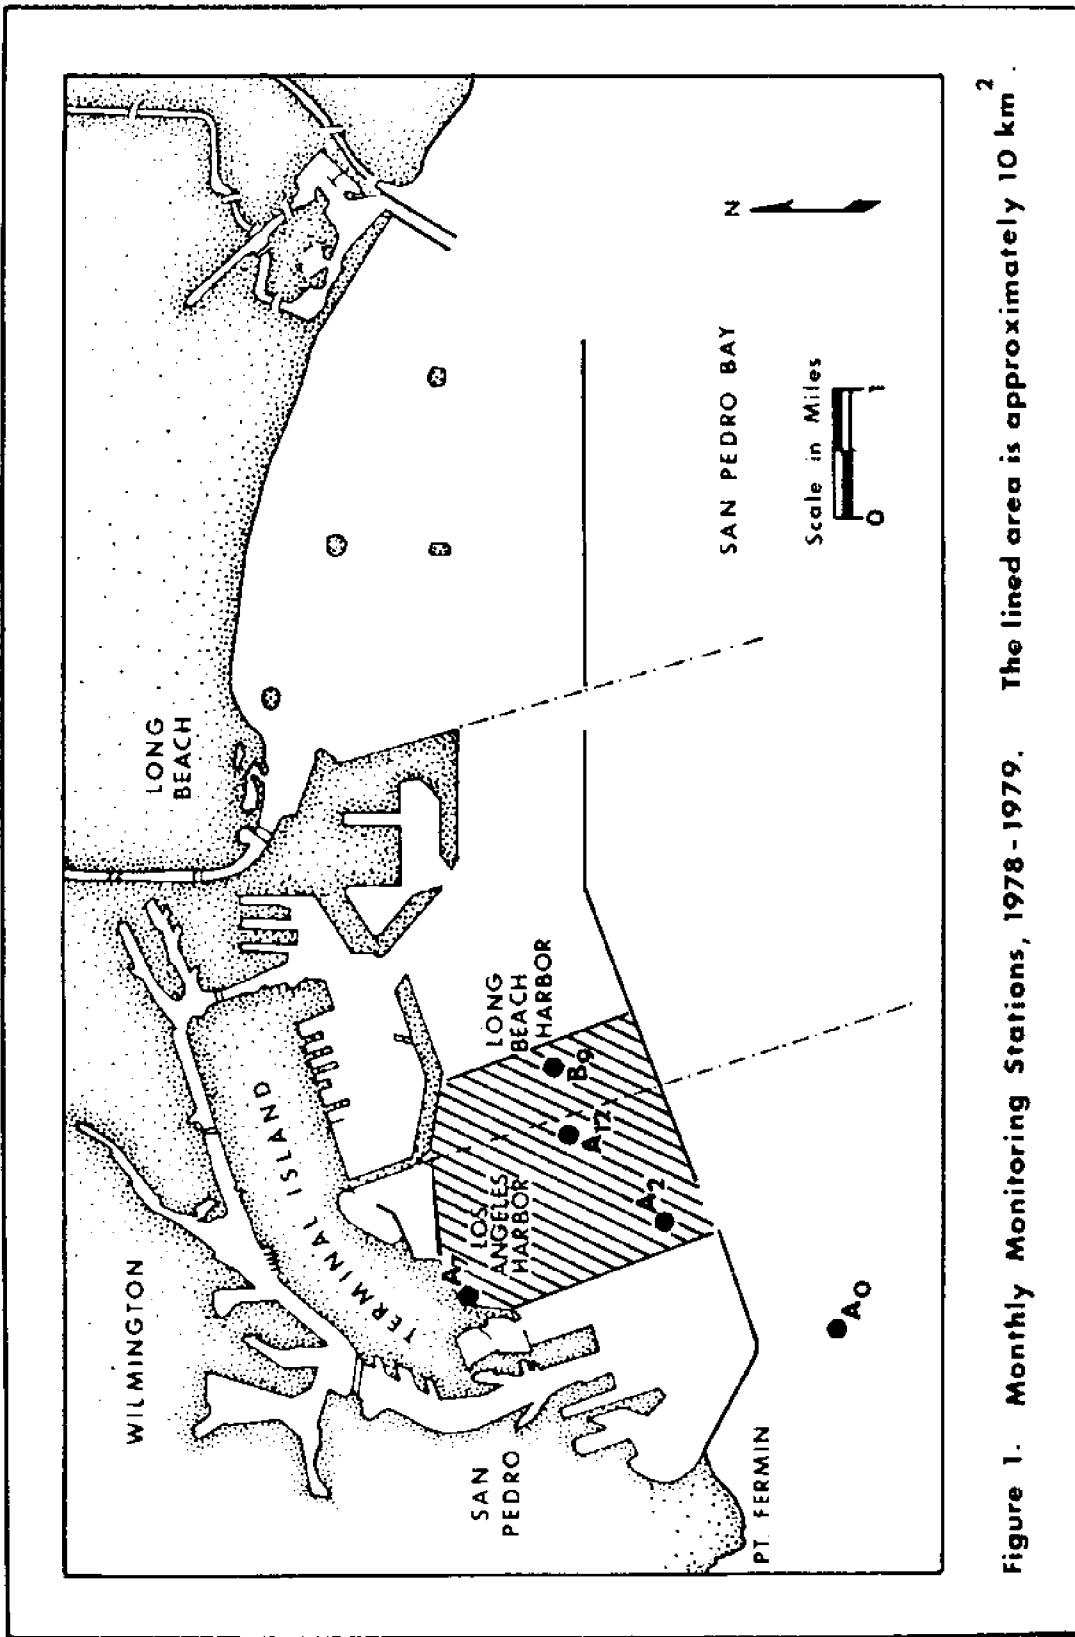 WILMINGTON
LONG
BEACH
TERMINAL ISLAND
SAN
PEDRO
A7
LOS
ANGELES
HARBOR
LONG
BEACH
HARBOR
B9
A12
A2
PT. FERMIN
A0
SAN PEDRO BAY
N
Scale in Miles
0 1
Figure 1. Monthly Monitoring Stations, 1978-1979. The lined area is approximately 10 km².